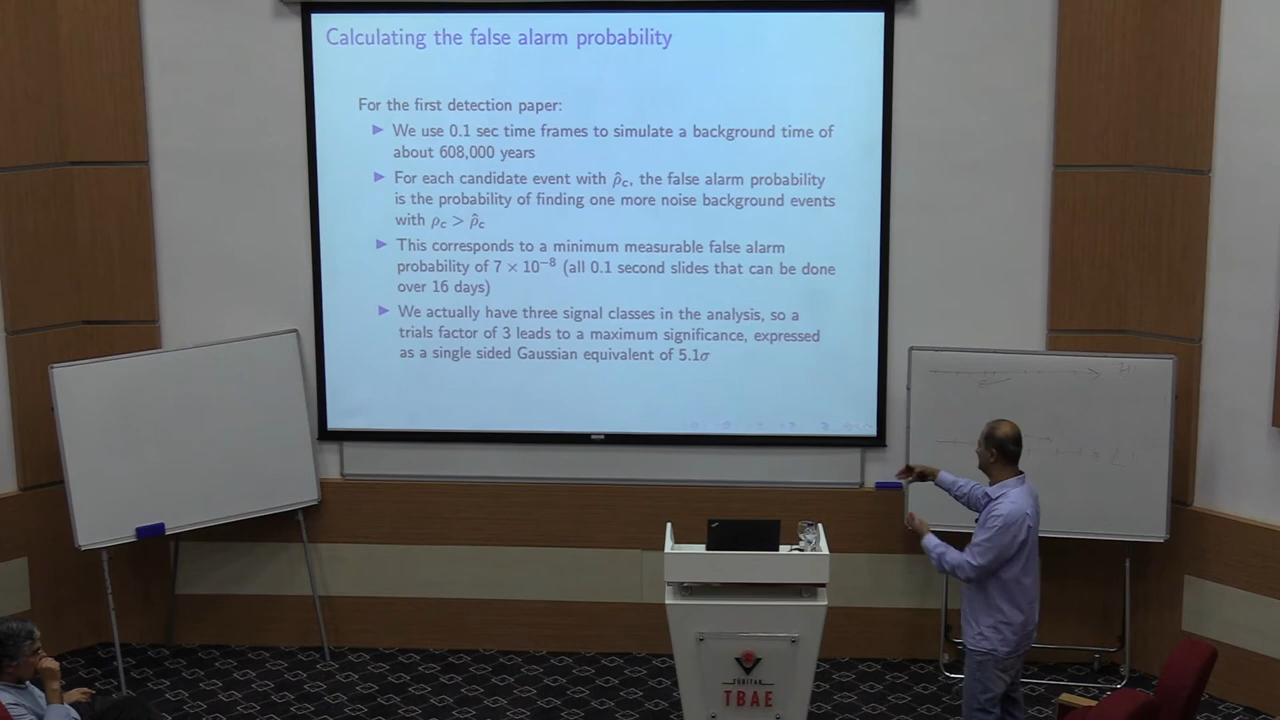 Calculating the false alarm probability
For the first detection paper:
▶ We use 0.1 sec time frames to simulate a background time of
about 608,000 years
▶ For each candidate event with ρ̂c, the false alarm probability
is the probability of finding one more noise background events
with ρc > ρ̂c
▶ This corresponds to a minimum measurable false alarm
probability of 7 × 10⁻⁸ (all 0.1 second slides that can be done
over 16 days)
▶ We actually have three signal classes in the analysis, so a
trials factor of 3 leads to a maximum significance, expressed
as a single sided Gaussian equivalent of 5.1σ
TÜBİTAK
TBAE